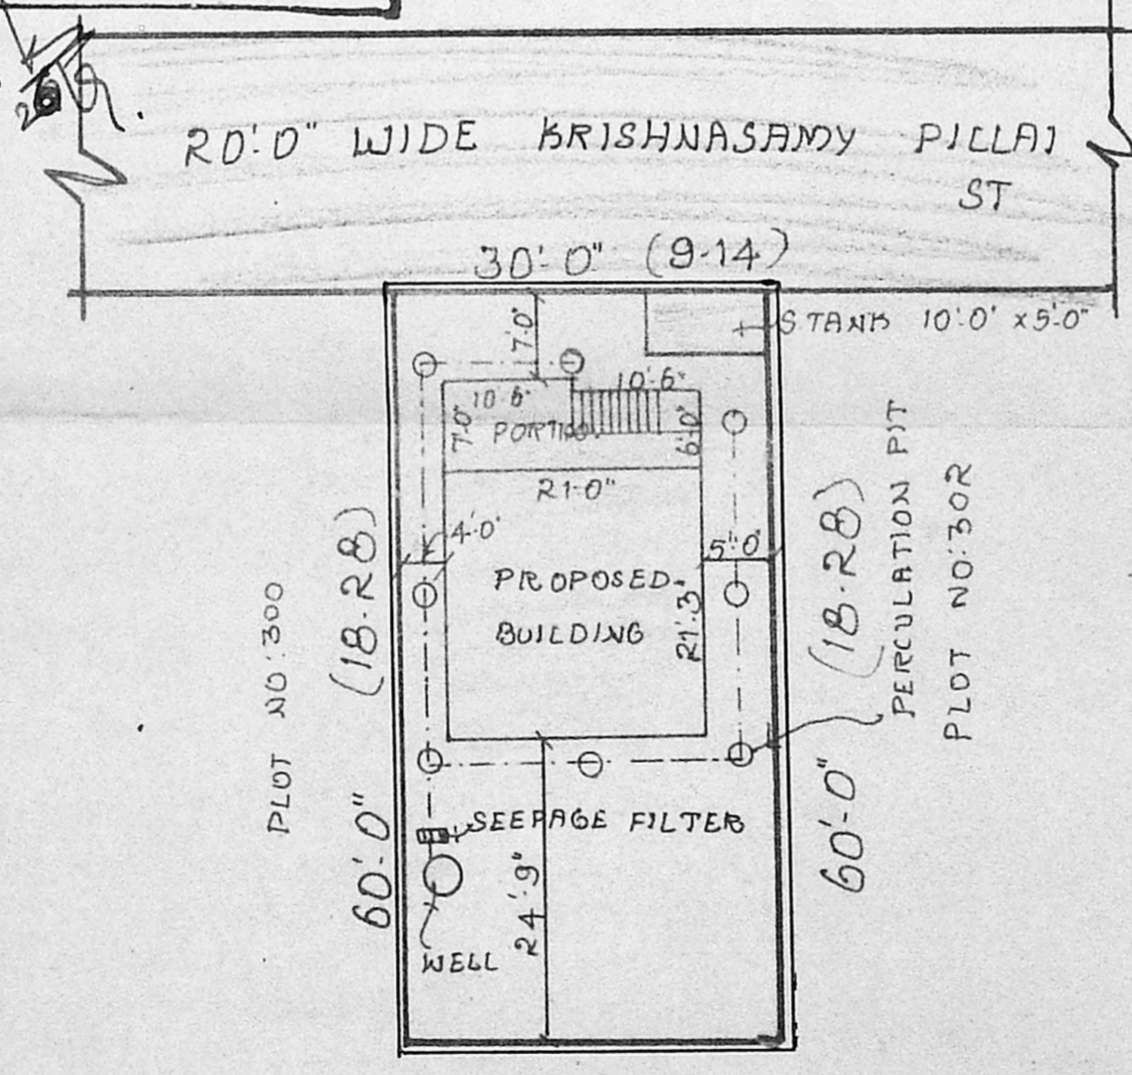 20'.0" WIDE KRISHNASAMY PILLAI
ST
30'-0" (9.14)
S.TANK 10'.0' x5'-0"
7'-0"
10'-6"
10'-6"
7'0"
PORTICO
6'0"
21-0"
4'.0'
5'.0'
PROPOSED
BUILDING
21'.3"
PLOT NO:300
(18.28)
60'-0"
(18.28)
60'-0"
PERCULATION PIT
PLOT NO:302
SEEPAGE FILTER
24'.9"
WELL